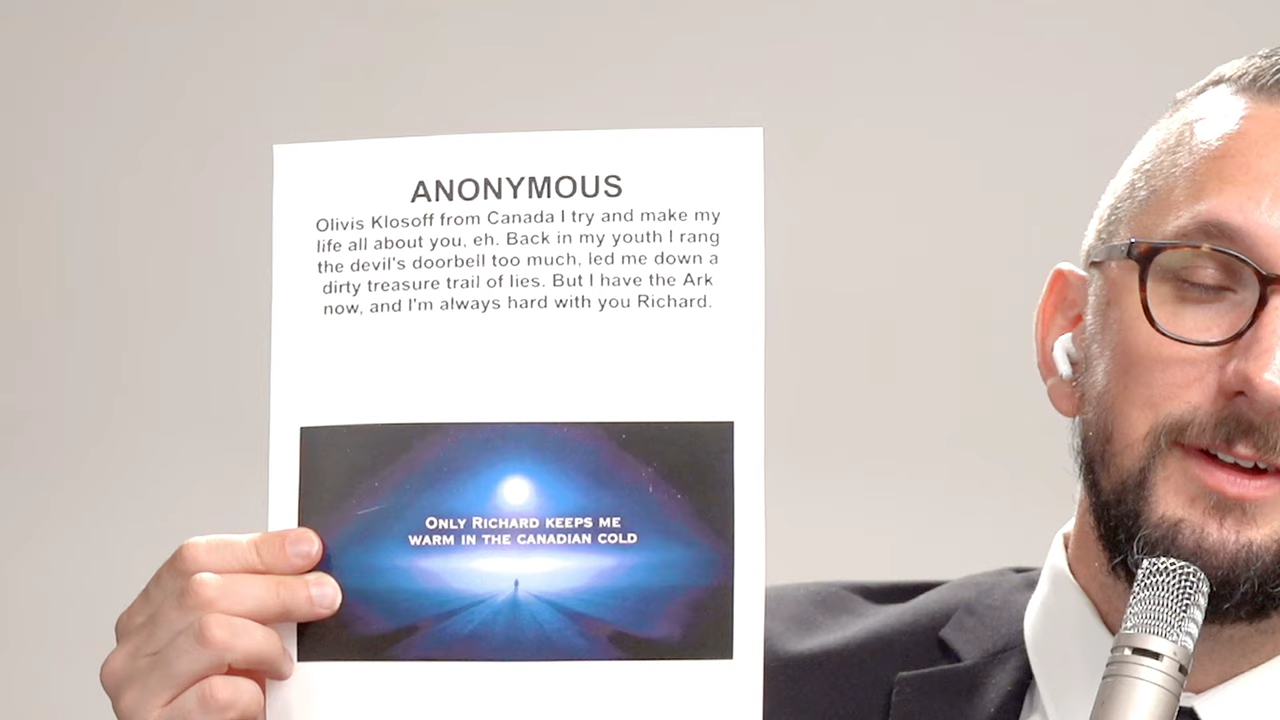 ANONYMOUS
Olivis Klosoff from Canada I try and make my
life all about you, eh. Back in my youth I rang
the devil's doorbell too much, led me down a
dirty treasure trail of lies. But I have the Ark
now, and I'm always hard with you Richard.
ONLY RICHARD KEEPS ME
WARM IN THE CANADIAN COLD